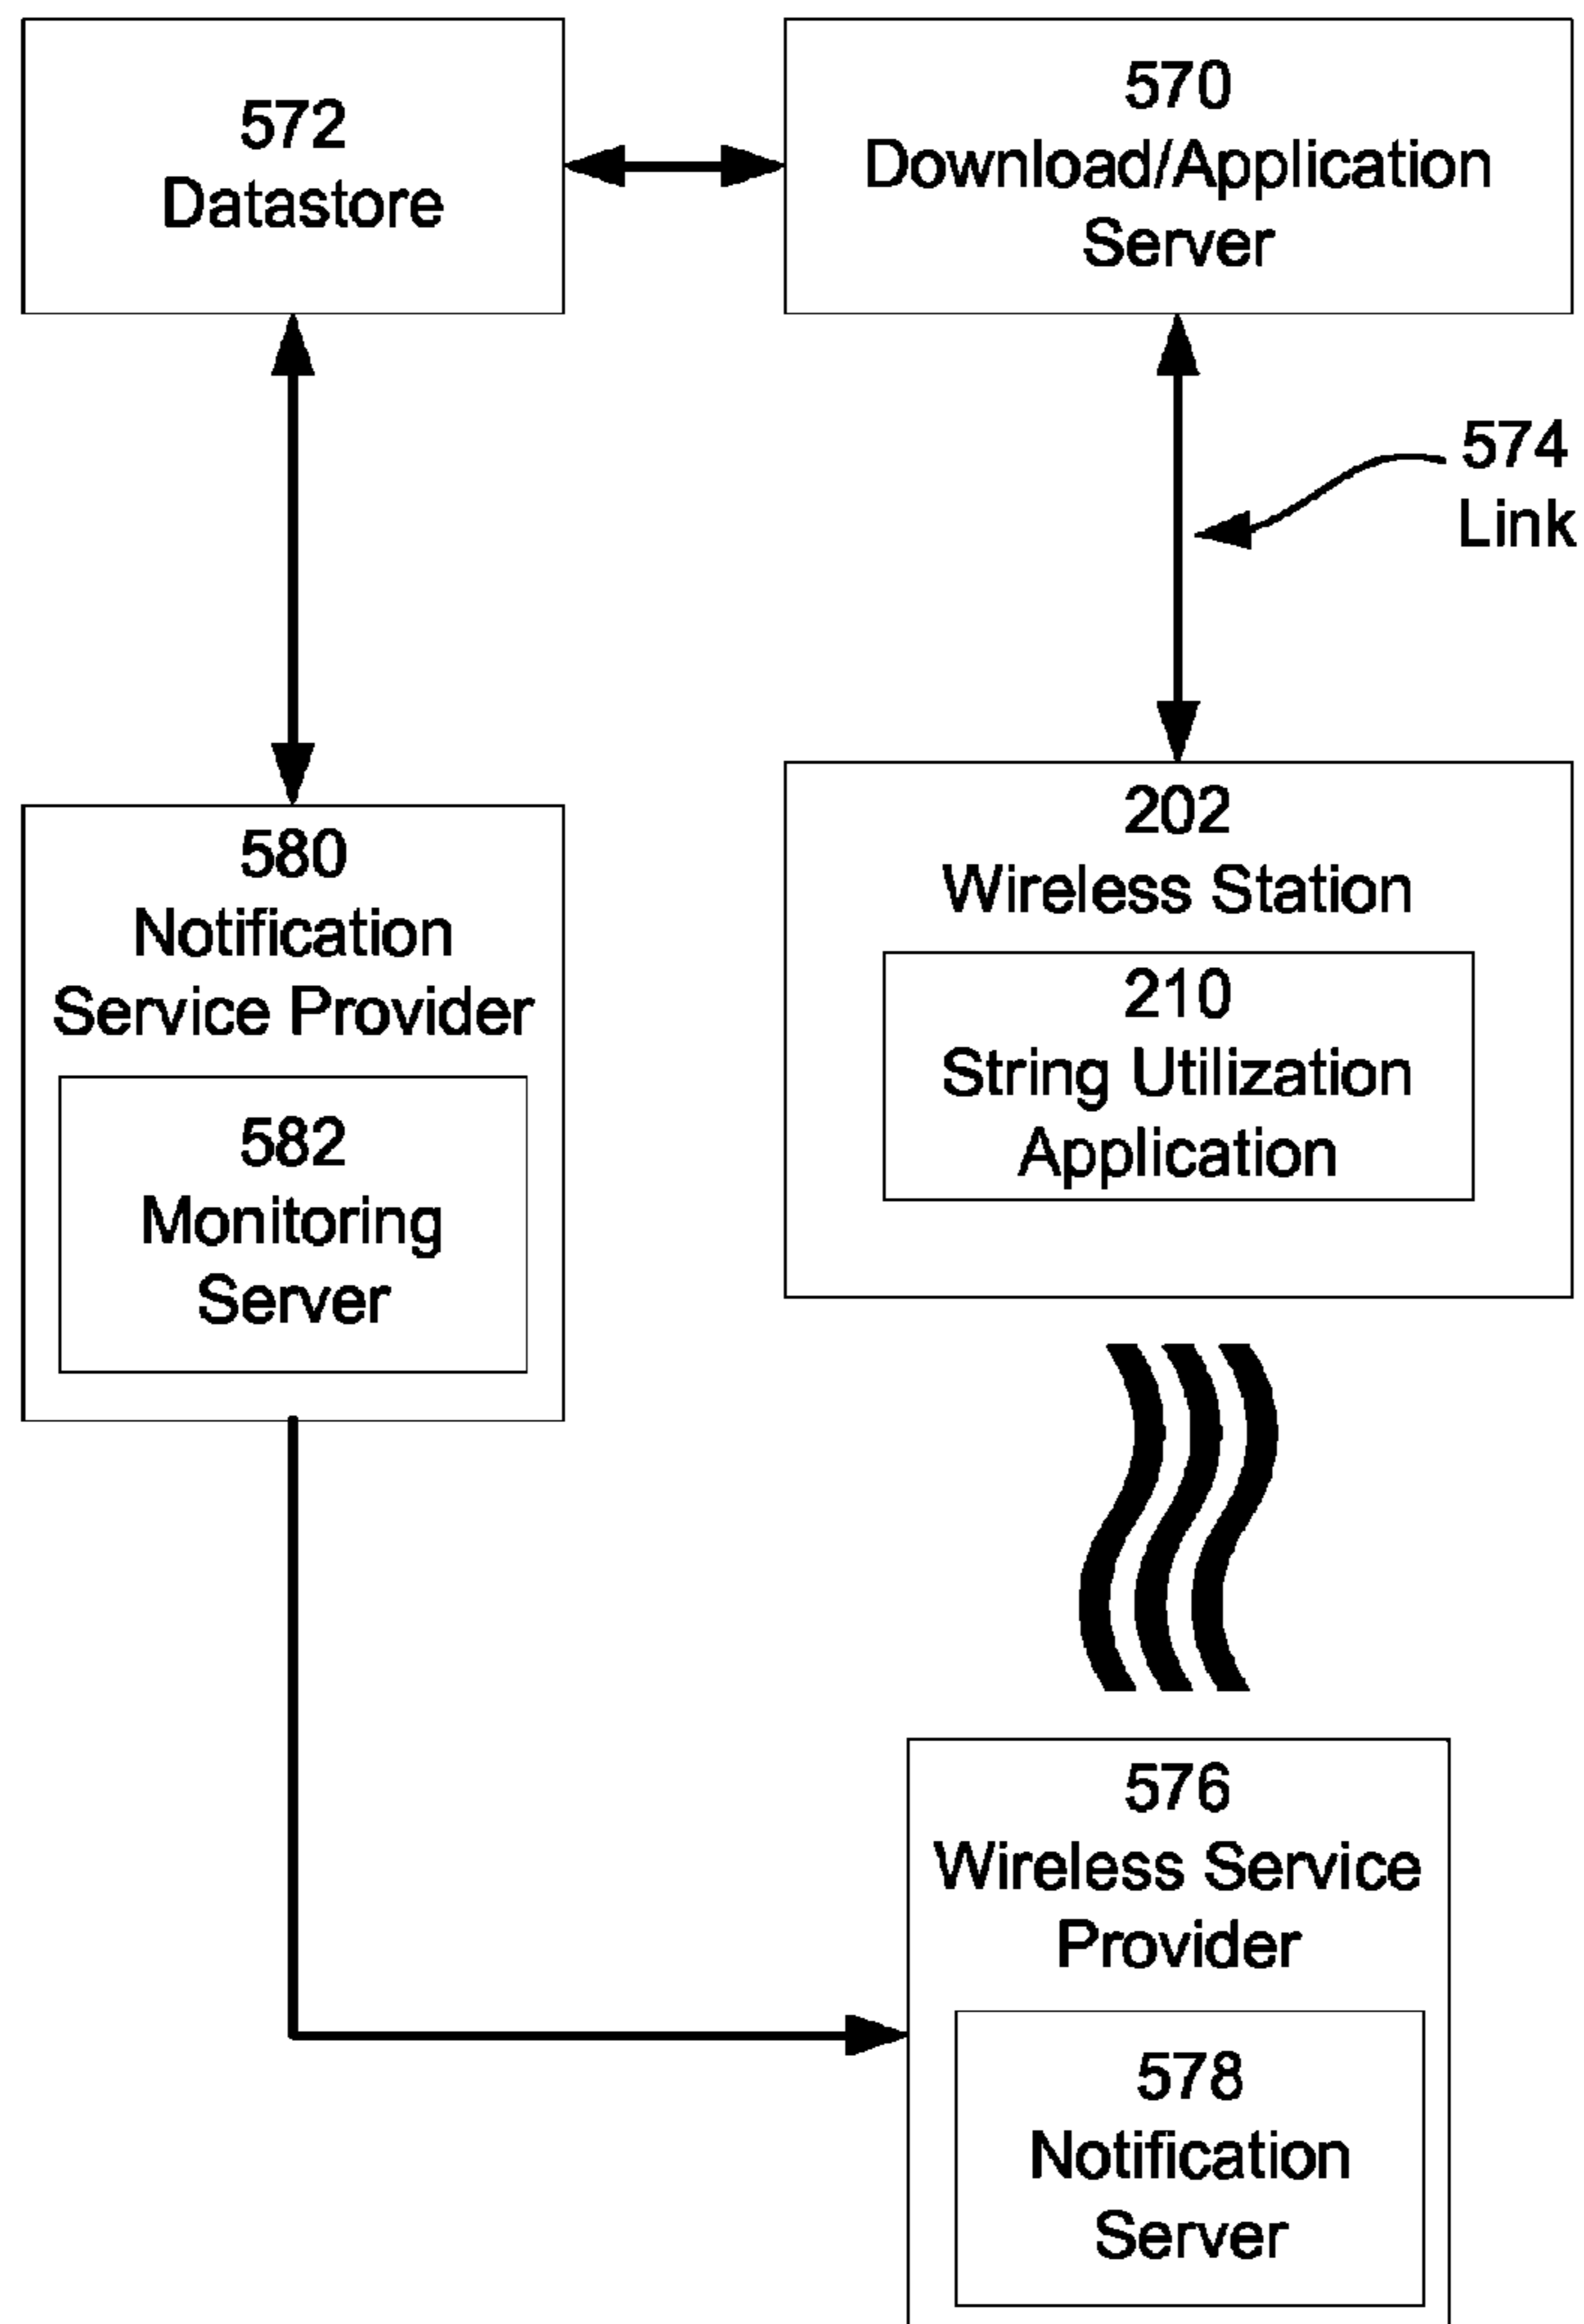 572
Datastore
570
Download/Application
Server
574
Link
580
Notification
Service Provider
582
Monitoring
Server
202
Wireless Station
210
String Utilization
Application
576
Wireless Service
Provider
578
Notification
Server